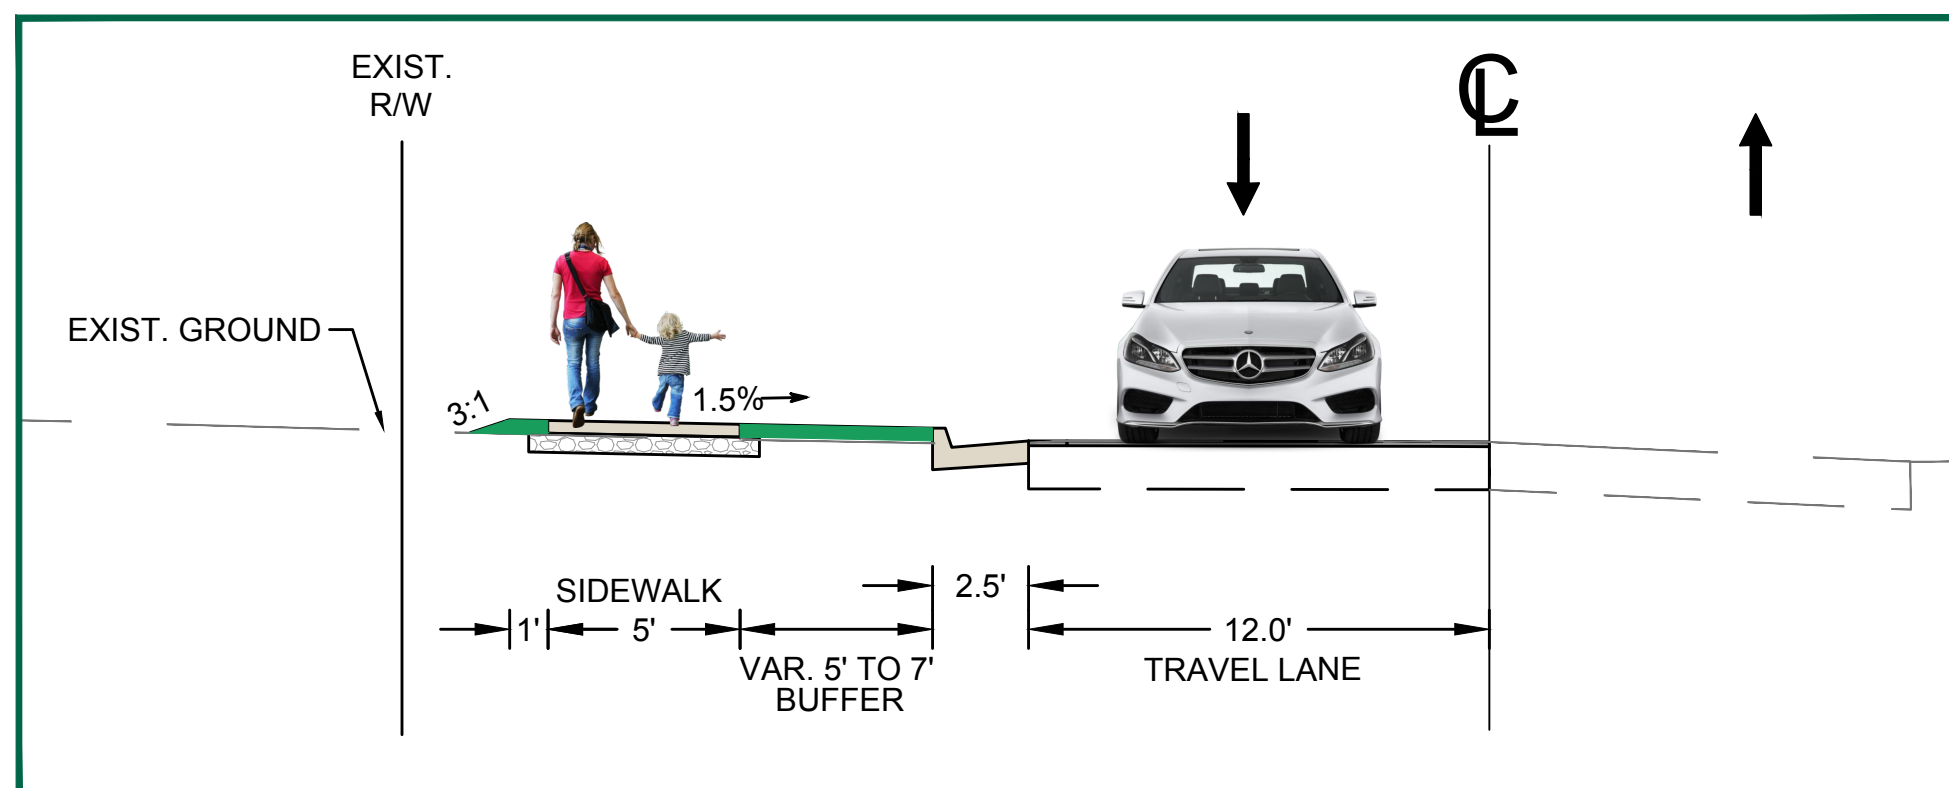 EXIST.
R/W
CL
EXIST. GROUND
3:1
1.5%
SIDEWALK
2.5'
1'
5'
12.0'
VAR. 5' TO 7'
BUFFER
TRAVEL LANE